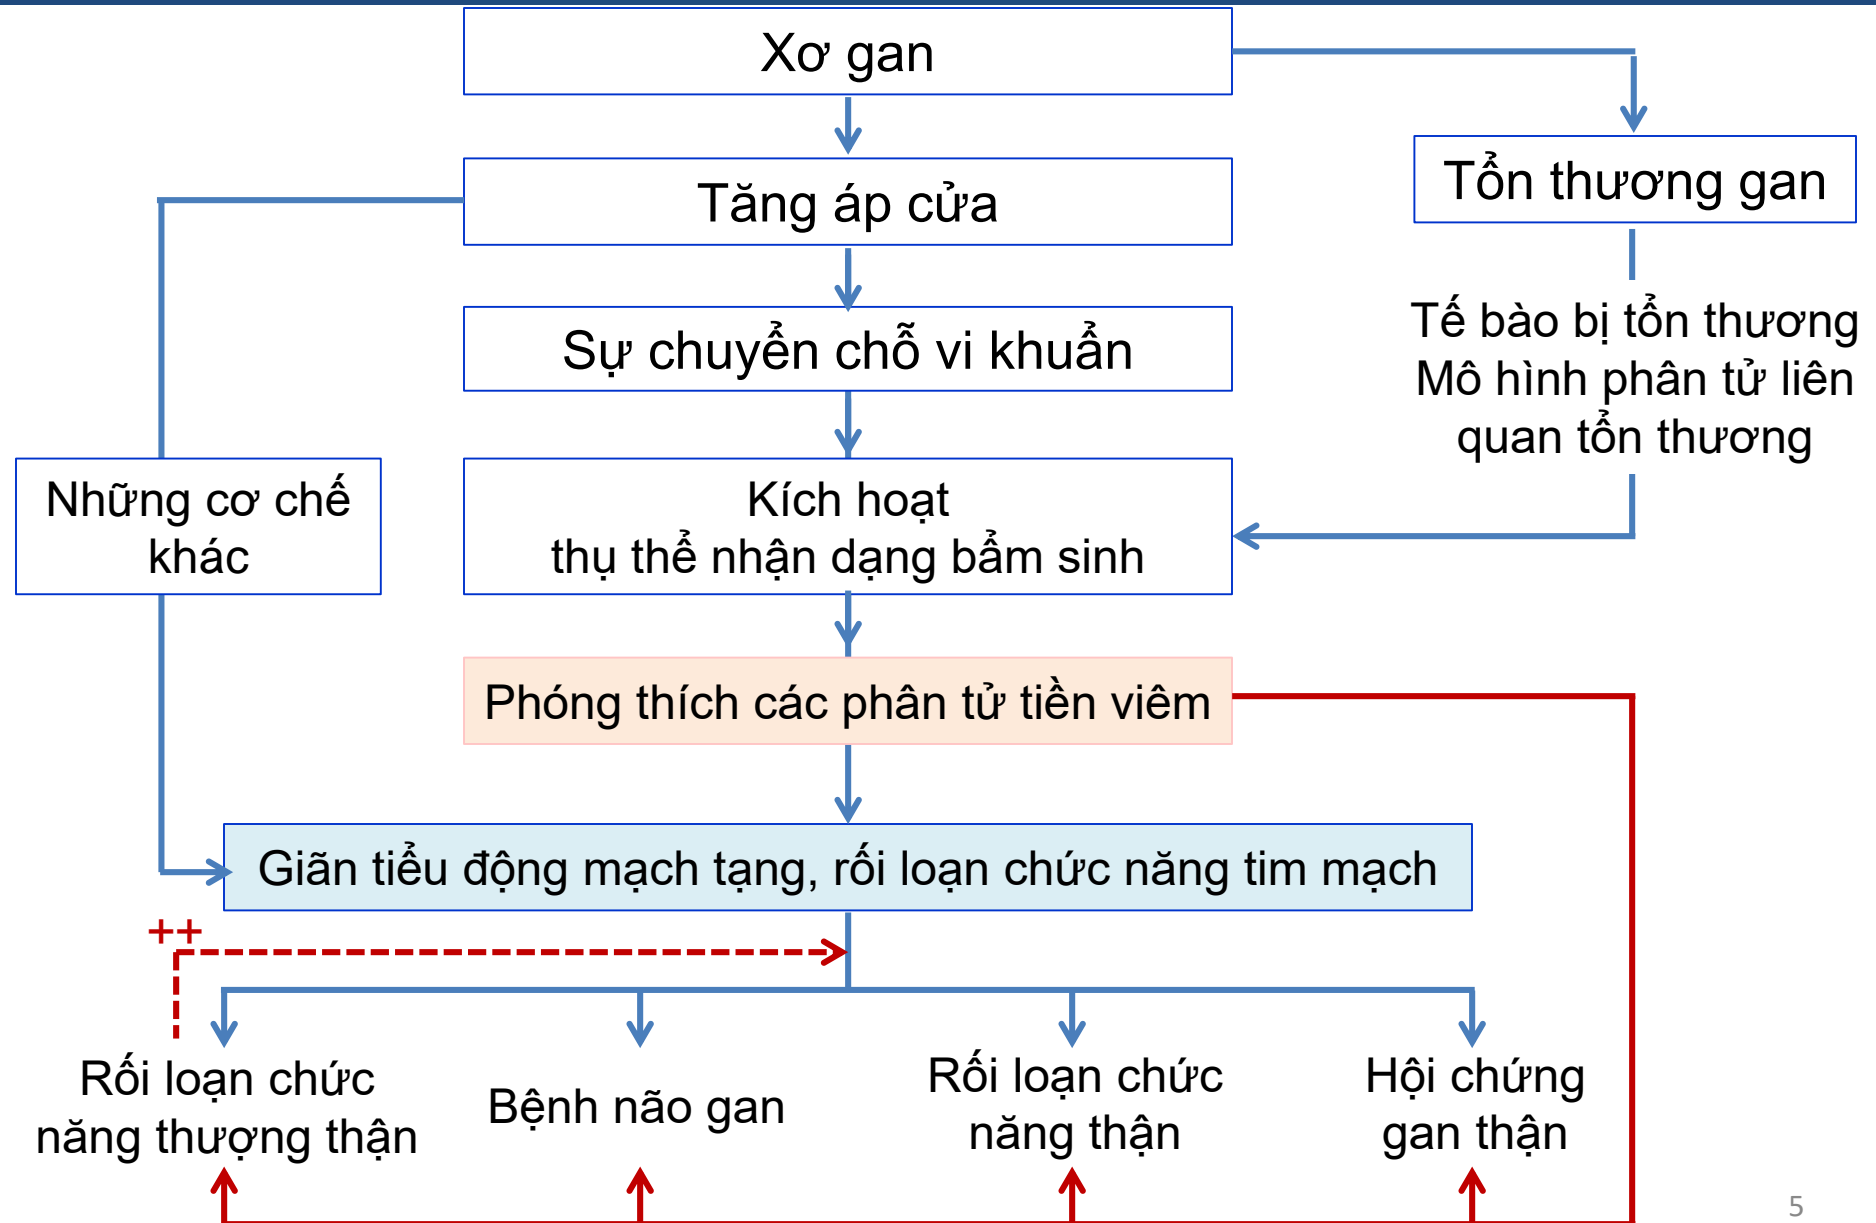 Xơ gan
Tổn thương gan
Tăng áp cửa
Tế bào bị tổn thương
Mô hình phân tử liên
quan tổn thương
Sự chuyển chỗ vi khuẩn
Những cơ chế
khác
Kích hoạt
thụ thể nhận dạng bẩm sinh
Phóng thích các phân tử tiền viêm
Giãn tiểu động mạch tạng, rối loạn chức năng tim mạch
++
Rối loạn chức
năng thượng thận
Bệnh não gan
Rối loạn chức
năng thận
Hội chứng
gan thận
5